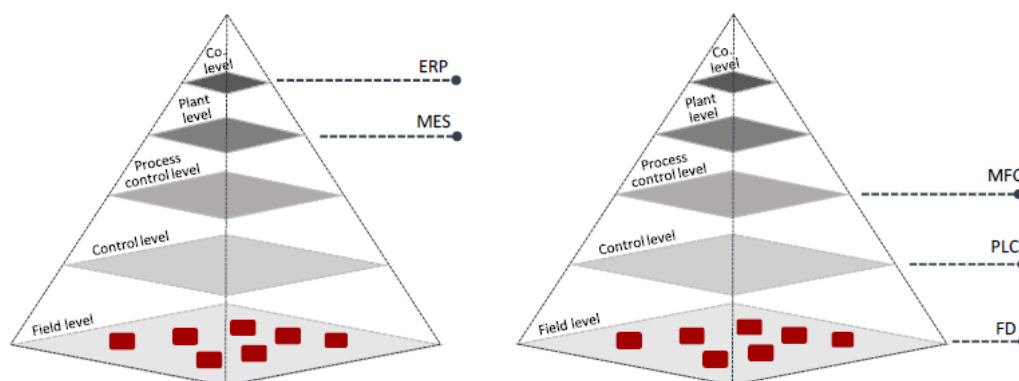 Co.
level
ERP
Plant
level
MES
Process
control level
Control level
Field level
Co.
level
Plant
level
Process
control level
MFC
Control level
PLC
Field level
FD